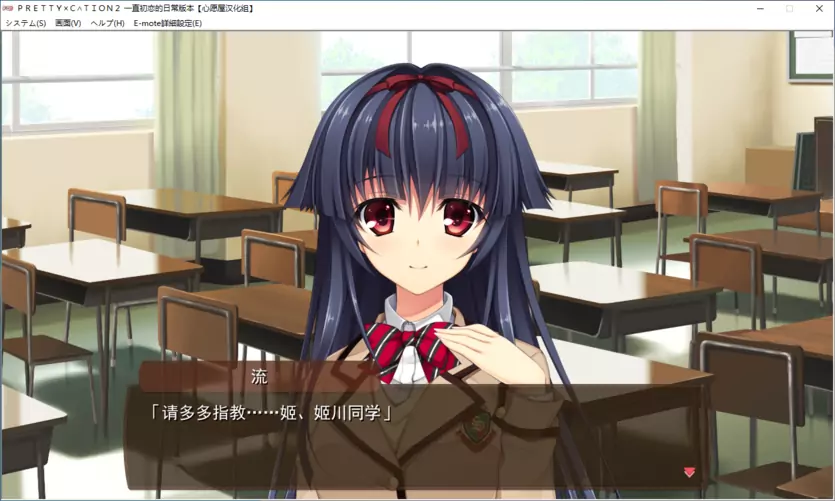 PRETTY×CATION2 一直初恋的日常版本【心愿屋汉化组】
システム(S) 画面(V) ヘルプ(H) E-mote詳細設定(E)
流
「请多多指教……姬、姬川同学」